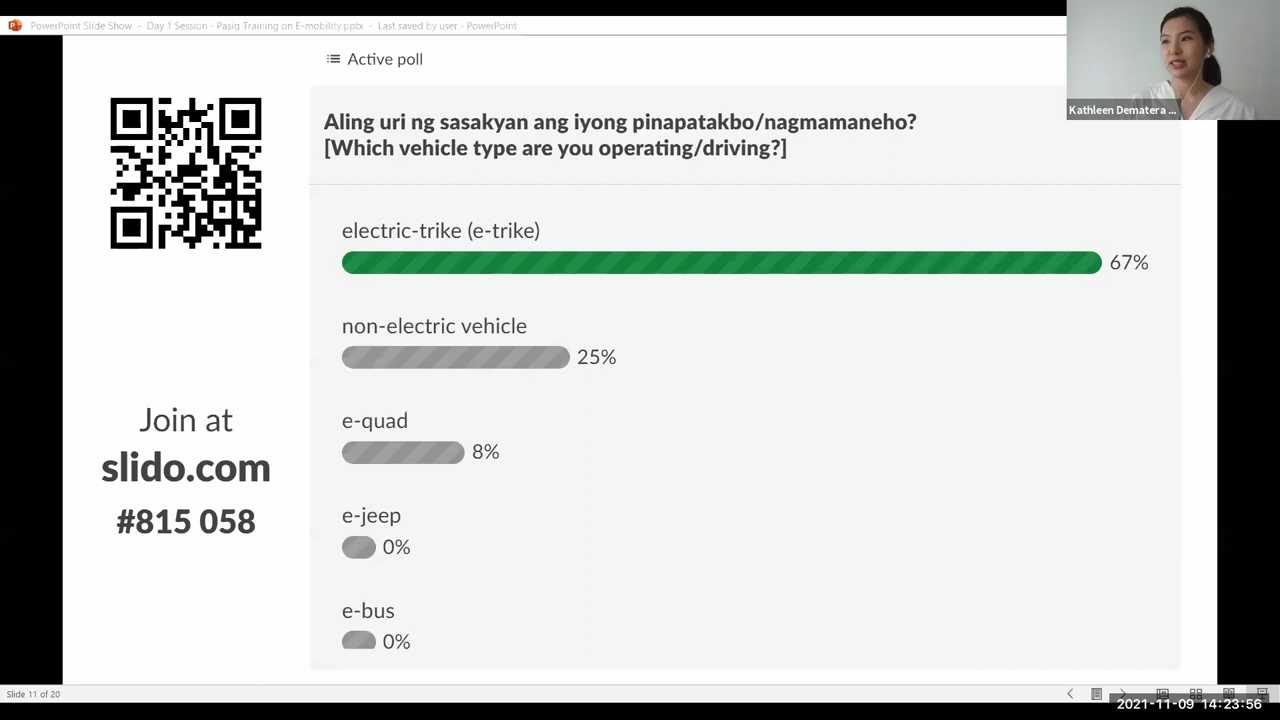 PowerPoint Slide Show - Day 1 Session - Pasig Training on E-mobility.pptx - Last saved by user - PowerPoint
Kathleen Dematera ...
Active poll
Aling uri ng sasakyan ang iyong pinapatakbo/nagmamaneho?
[Which vehicle type are you operating/driving?]
electric-trike (e-trike)
67%
non-electric vehicle
25%
e-quad
8%
e-jeep
0%
e-bus
0%
Join at
slido.com
#815 058
Slide 11 of 20
2021-11-09 14:23:56